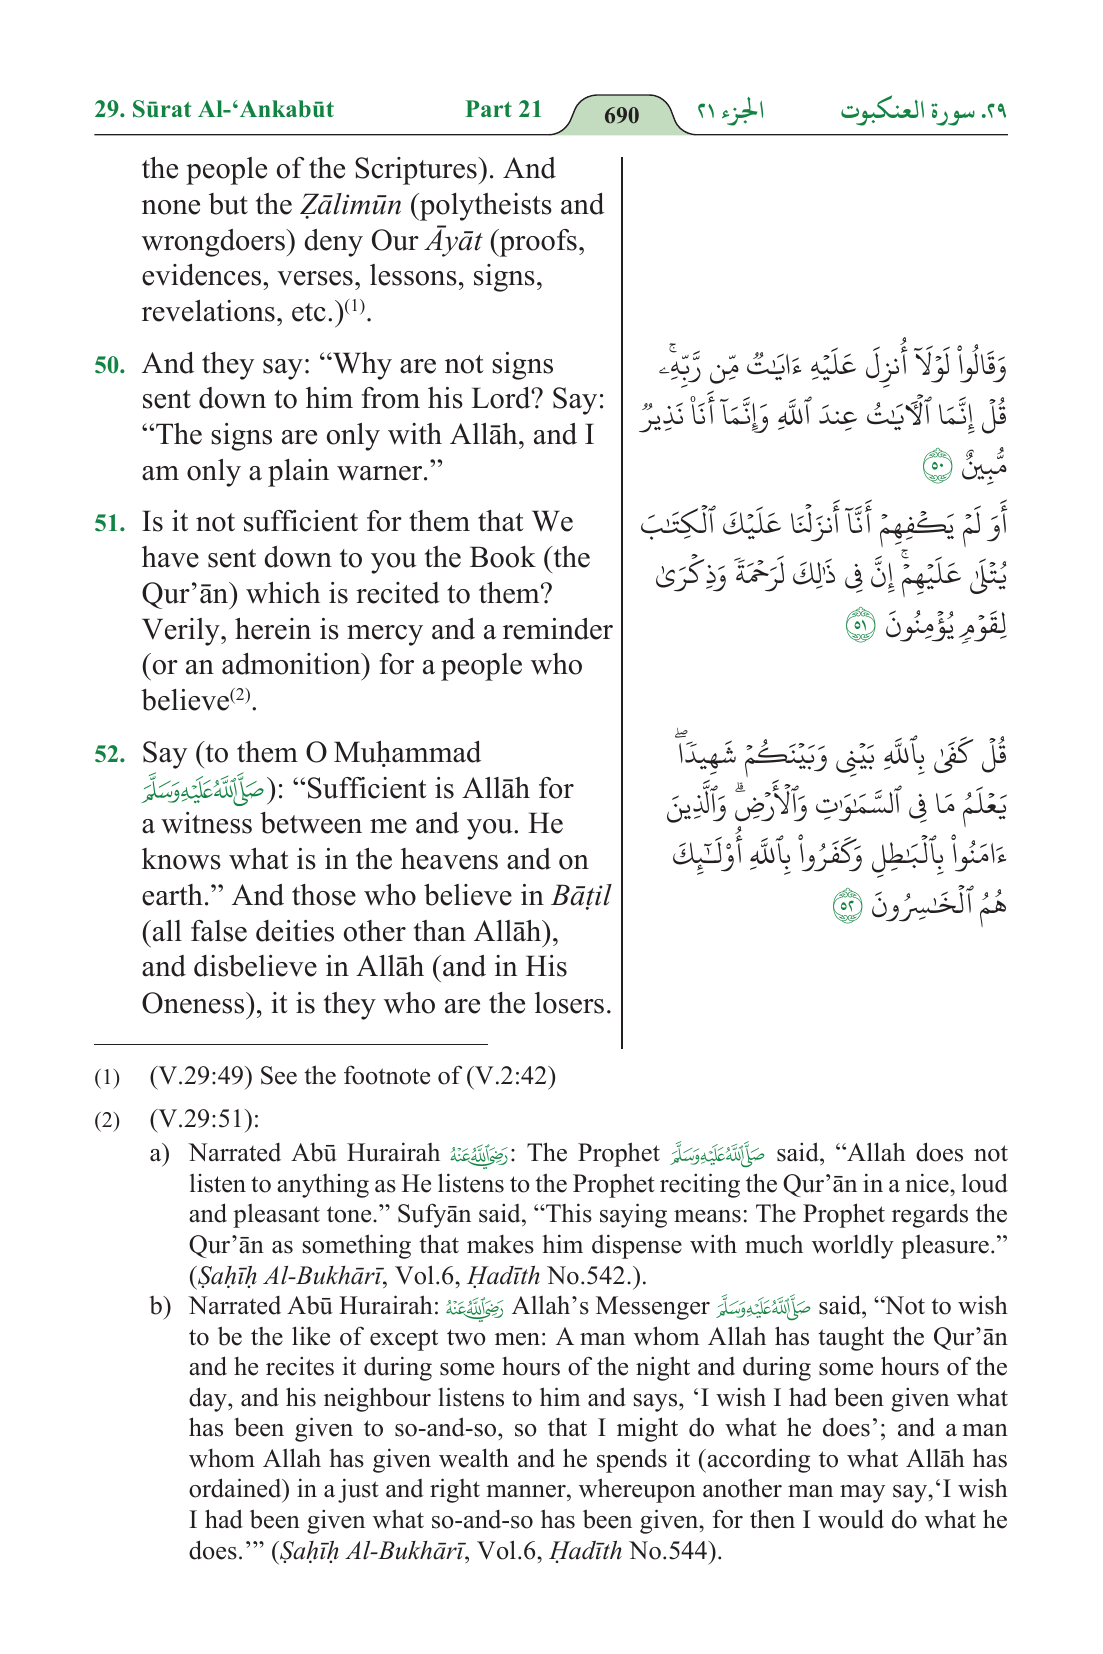 29. Sūrat Al-‘Ankabūt Part 21 690 الجزء ٢١ ٢٩. سورة العنكبوت
the people of the Scriptures). And
none but the Ẓālimūn (polytheists and
wrongdoers) deny Our Āyāt (proofs,
evidences, verses, lessons, signs,
revelations, etc.)(1).
50. And they say: “Why are not signs
sent down to him from his Lord? Say:
“The signs are only with Allāh, and I
am only a plain warner.”
51. Is it not sufficient for them that We
have sent down to you the Book (the
Qur’ān) which is recited to them?
Verily, herein is mercy and a reminder
(or an admonition) for a people who
believe(2).
52. Say (to them O Muḥammad
صَلَّى اللَّهُ عَلَيْهِ وَسَلَّمَ): “Sufficient is Allāh for
a witness between me and you. He
knows what is in the heavens and on
earth.” And those who believe in Bāṭil
(all false deities other than Allāh),
and disbelieve in Allāh (and in His
Oneness), it is they who are the losers.
وَقَالُوا۟ لَوْلَآ أُنزِلَ عَلَيْهِ ءَايَـٰتٌ مِّن رَّبِّهِۦۚ
قُلْ إِنَّمَا ٱلْـَٔايَـٰتُ عِندَ ٱللَّهِ وَإِنَّمَآ أَنَا۠ نَذِيرٌ
مُّبِينٌ ٥٠
أَوَ لَمْ يَكْفِهِمْ أَنَّآ أَنزَلْنَا عَلَيْكَ ٱلْكِتَـٰبَ
يُتْلَىٰ عَلَيْهِمْۚ إِنَّ فِى ذَٰلِكَ لَرَحْمَةً وَذِكْرَىٰ
لِقَوْمٍ يُؤْمِنُونَ ٥١
قُلْ كَفَىٰ بِٱللَّهِ بَيْنِى وَبَيْنَكُمْ شَهِيدًاۖ
يَعْلَمُ مَا فِى ٱلسَّمَـٰوَٰتِ وَٱلْأَرْضِۗ وَٱلَّذِينَ
ءَامَنُوا۟ بِٱلْبَـٰطِلِ وَكَفَرُوا۟ بِٱللَّهِ أُو۟لَـٰٓئِكَ
هُمُ ٱلْخَـٰسِرُونَ ٥٢
(1) (V.29:49) See the footnote of (V.2:42)
(2) (V.29:51):
a) Narrated Abū Hurairah رَضِيَ اللَّهُ عَنْهُ: The Prophet صَلَّى اللَّهُ عَلَيْهِ وَسَلَّمَ said, “Allah does not
listen to anything as He listens to the Prophet reciting the Qur’ān in a nice, loud
and pleasant tone.” Sufyān said, “This saying means: The Prophet regards the
Qur’ān as something that makes him dispense with much worldly pleasure.”
(Ṣaḥīḥ Al-Bukhārī, Vol.6, Ḥadīth No.542.).
b) Narrated Abū Hurairah: رَضِيَ اللَّهُ عَنْهُ Allah’s Messenger صَلَّى اللَّهُ عَلَيْهِ وَسَلَّمَ said, “Not to wish
to be the like of except two men: A man whom Allah has taught the Qur’ān
and he recites it during some hours of the night and during some hours of the
day, and his neighbour listens to him and says, ‘I wish I had been given what
has been given to so-and-so, so that I might do what he does’; and a man
whom Allah has given wealth and he spends it (according to what Allāh has
ordained) in a just and right manner, whereupon another man may say,‘I wish
I had been given what so-and-so has been given, for then I would do what he
does.’” (Ṣaḥīḥ Al-Bukhārī, Vol.6, Ḥadīth No.544).